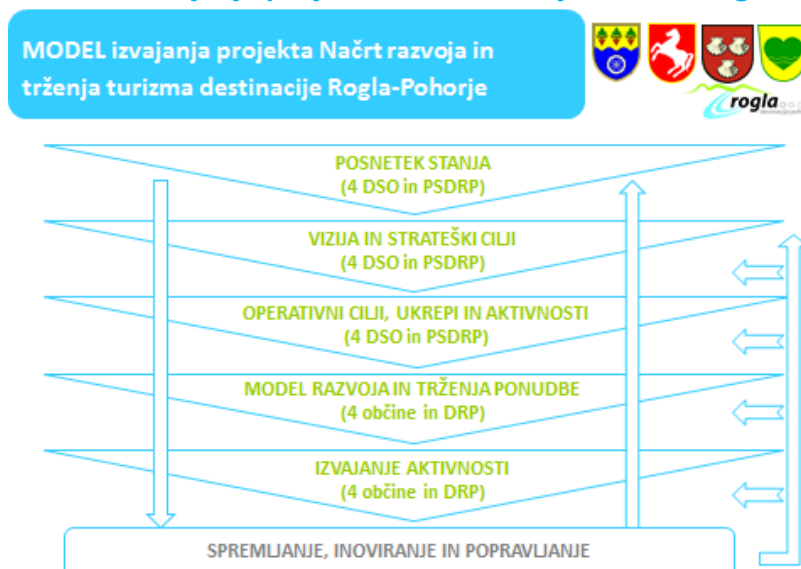 MODEL izvajanja projekta Načrt razvoja in
trženja turizma destinacije Rogla-Pohorje
rogla
POSNETEK STANJA
(4 DSO in PSDRP)
VIZIJA IN STRATEŠKI CILJI
(4 DSO in PSDRP)
OPERATIVNI CILJI, UKREPI IN AKTIVNOSTI
(4 DSO in PSDRP)
MODEL RAZVOJA IN TRŽENJA PONUDBE
(4 občine in DRP)
IZVAJANJE AKTIVNOSTI
(4 občine in DRP)
SPREMLJANJE, INOVIRANJE IN POPRAVLJANJE